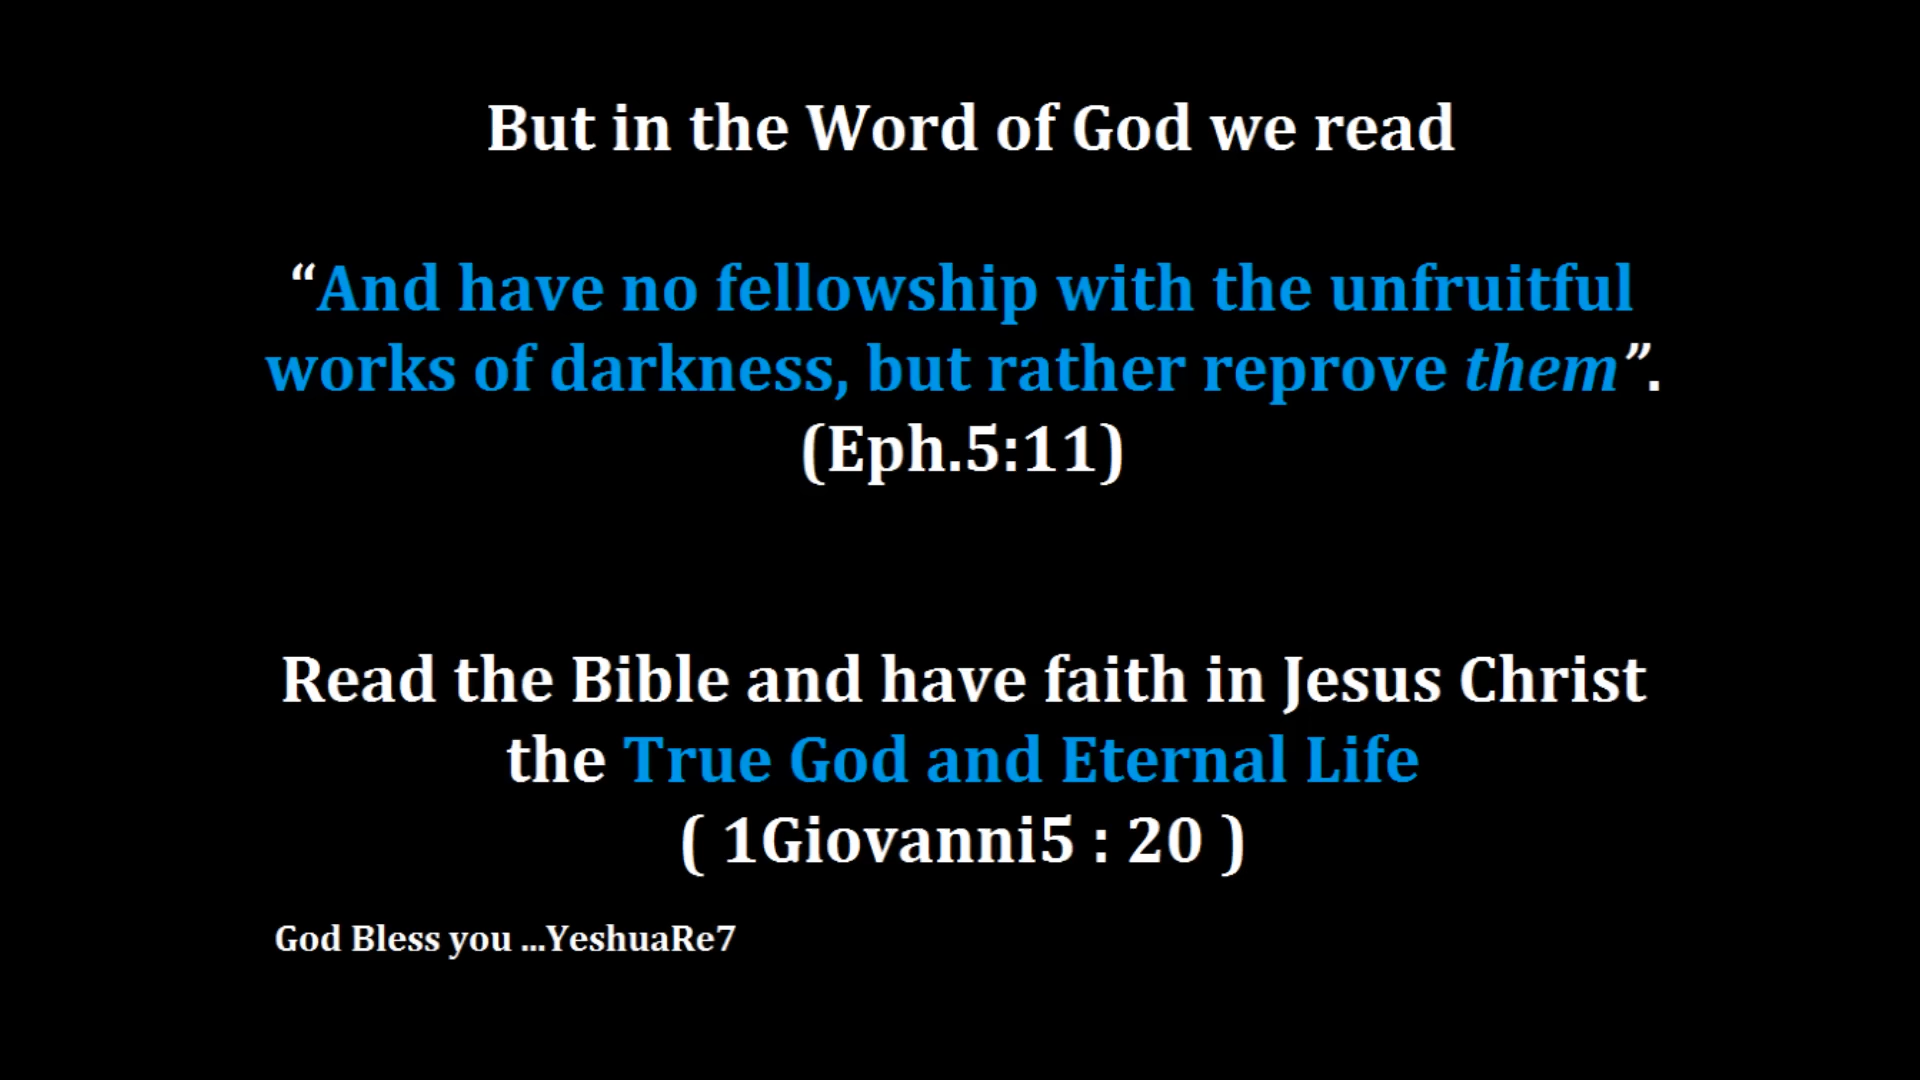 But in the Word of God we read
“And have no fellowship with the unfruitful
works of darkness, but rather reprove them”.
(Eph.5:11)
Read the Bible and have faith in Jesus Christ
the True God and Eternal Life
( 1Giovanni5 : 20 )
God Bless you ...YeshuaRe7